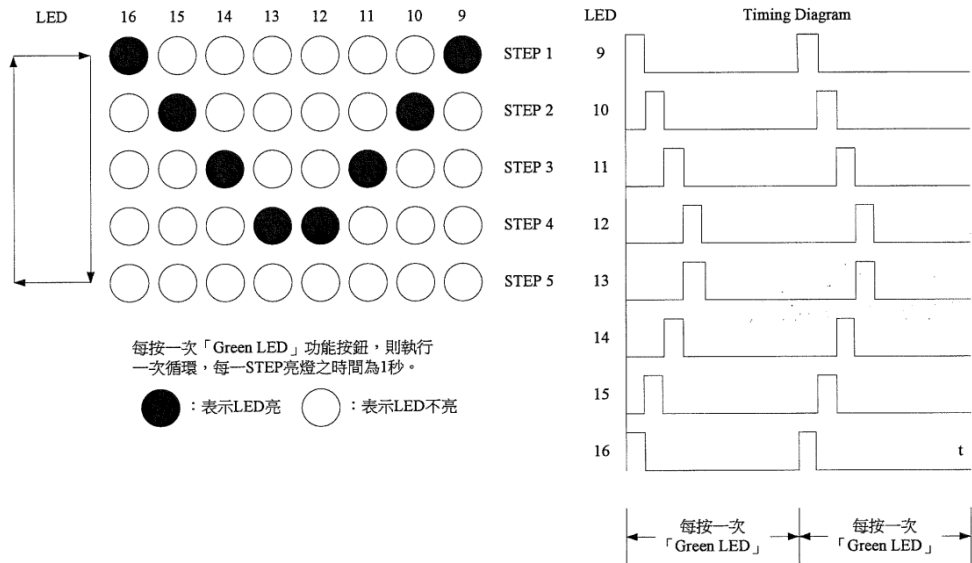 LED 16 15 14 13 12 11 10 9
STEP 1
STEP 2
STEP 3
STEP 4
STEP 5
每按一次「Green LED」功能按鈕，則執行
一次循環，每一STEP亮燈之時間為1秒。
：表示LED亮 ：表示LED不亮
LED Timing Diagram
9
10
11
12
13
14
15
16 t
每按一次 每按一次
「Green LED」 「Green LED」